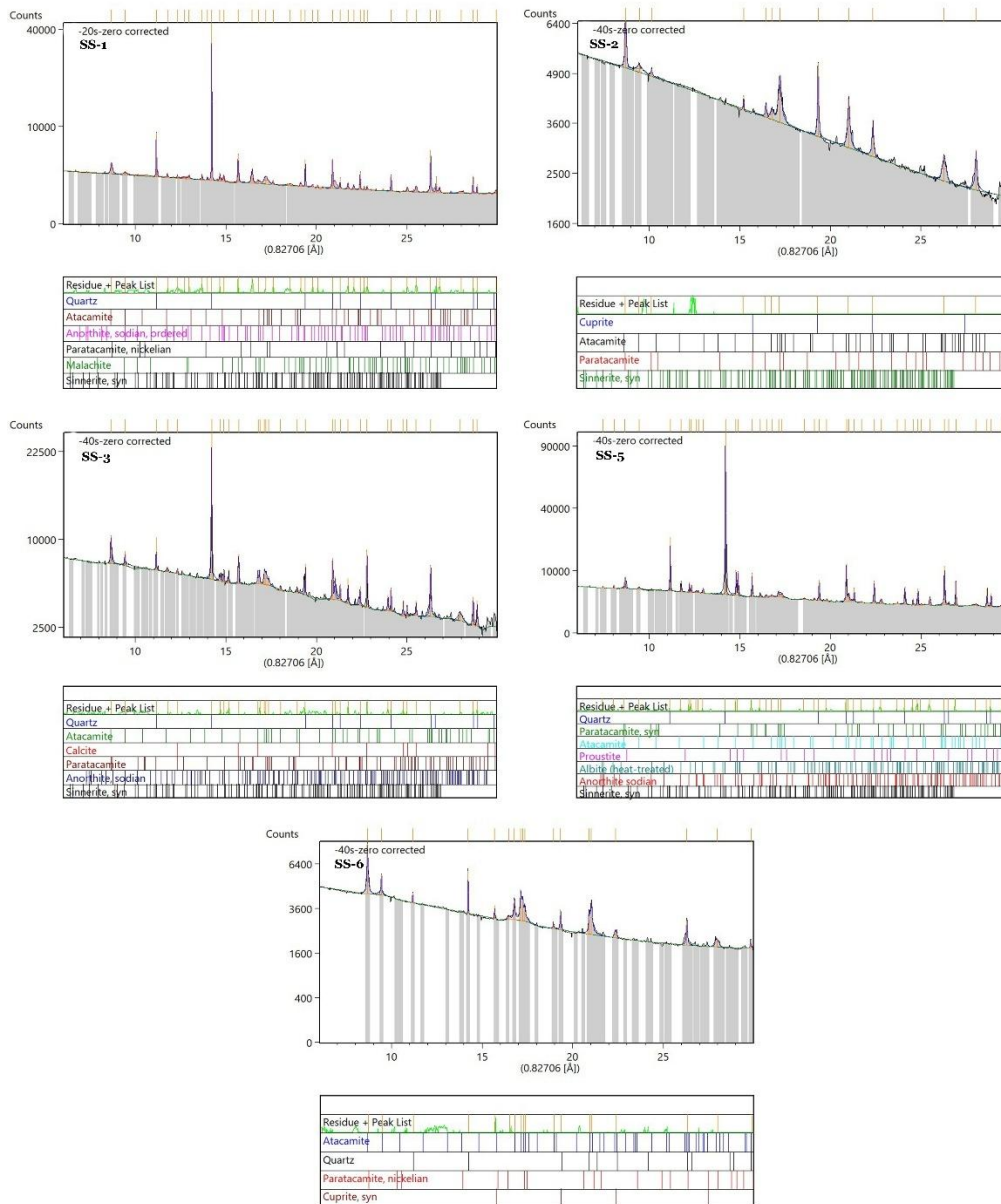 Counts
-20s-zero corrected
SS-1
40000
10000
0
10 15 20 25
(0.82706 [Å])
Residue + Peak List
Quartz
Atacamite
Anorthite, sodian, ordered
Paratacamite, nickelian
Malachite
Sinnerite, syn
Counts
-40s-zero corrected
SS-2
6400
4900
3600
2500
1600
10 15 20 25
(0.82706 [Å])
Residue + Peak List
Cuprite
Atacamite
Paratacamite
Sinnerite, syn
Counts
-40s-zero corrected
SS-3
22500
10000
2500
10 15 20 25
(0.82706 [Å])
Residue + Peak List
Quartz
Atacamite
Calcite
Paratacamite
Anorthite, sodian
Sinnerite, syn
Counts
-40s-zero corrected
SS-5
90000
40000
10000
0
10 15 20 25
(0.82706 [Å])
Residue + Peak List
Quartz
Paratacamite, syn
Atacamite
Proustite
Albite (heat-treated)
Anorthite sodian
Sinnerite, syn
Counts
-40s-zero corrected
SS-6
6400
3600
1600
400
0
10 15 20 25
(0.82706 [Å])
Residue + Peak List
Atacamite
Quartz
Paratacamite, nickelian
Cuprite, syn